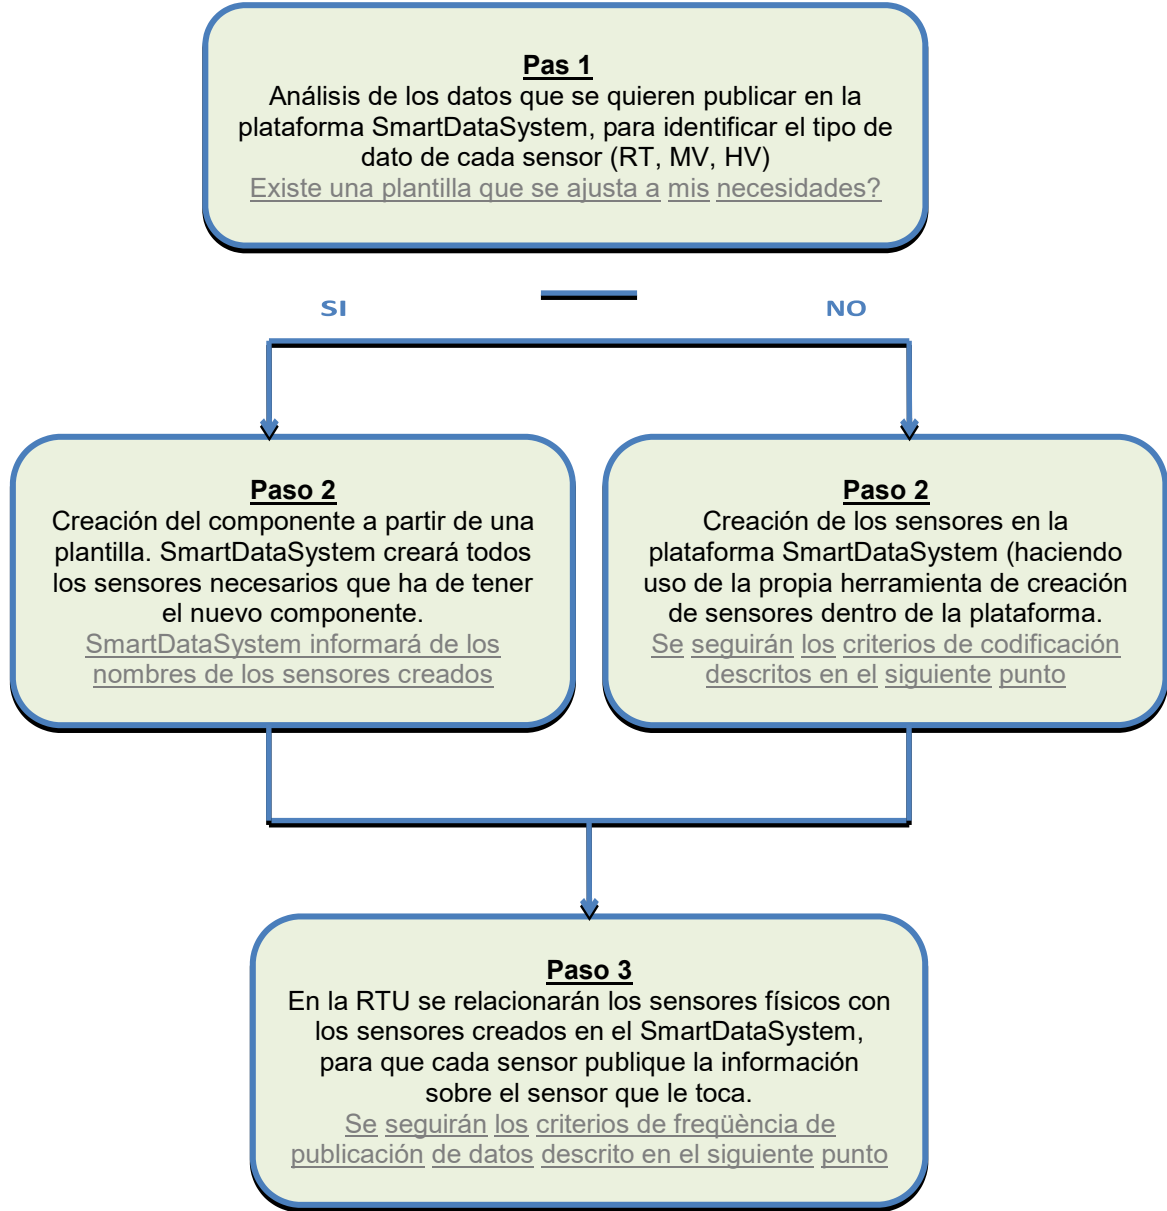 Pas 1
Análisis de los datos que se quieren publicar en la
plataforma SmartDataSystem, para identificar el tipo de
dato de cada sensor (RT, MV, HV)
Existe una plantilla que se ajusta a mis necesidades?
SI
NO
Paso 2
Creación del componente a partir de una
plantilla. SmartDataSystem creará todos
los sensores necesarios que ha de tener
el nuevo componente.
SmartDataSystem informará de los
nombres de los sensores creados
Paso 2
Creación de los sensores en la
plataforma SmartDataSystem (haciendo
uso de la propia herramienta de creación
de sensores dentro de la plataforma.
Se seguirán los criterios de codificación
descritos en el siguiente punto
Paso 3
En la RTU se relacionarán los sensores físicos con
los sensores creados en el SmartDataSystem,
para que cada sensor publique la información
sobre el sensor que le toca.
Se seguirán los criterios de freqüència de
publicación de datos descrito en el siguiente punto